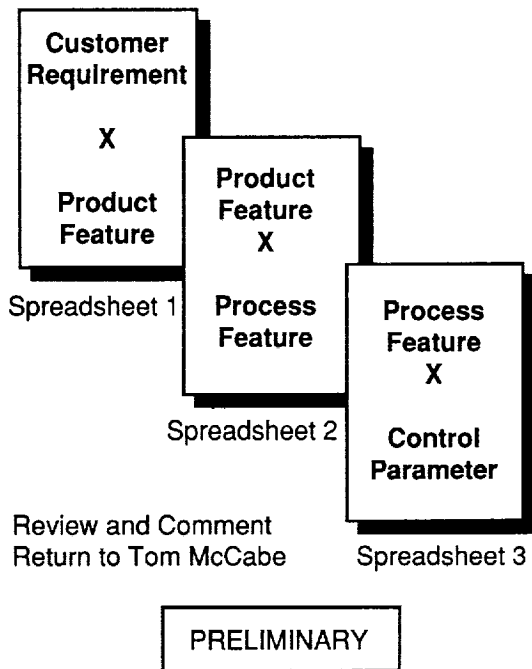 Customer
Requirement
X
Product
Feature
Spreadsheet 1
Product
Feature
X
Process
Feature
Spreadsheet 2
Process
Feature
X
Control
Parameter
Spreadsheet 3
Review and Comment
Return to Tom McCabe
PRELIMINARY